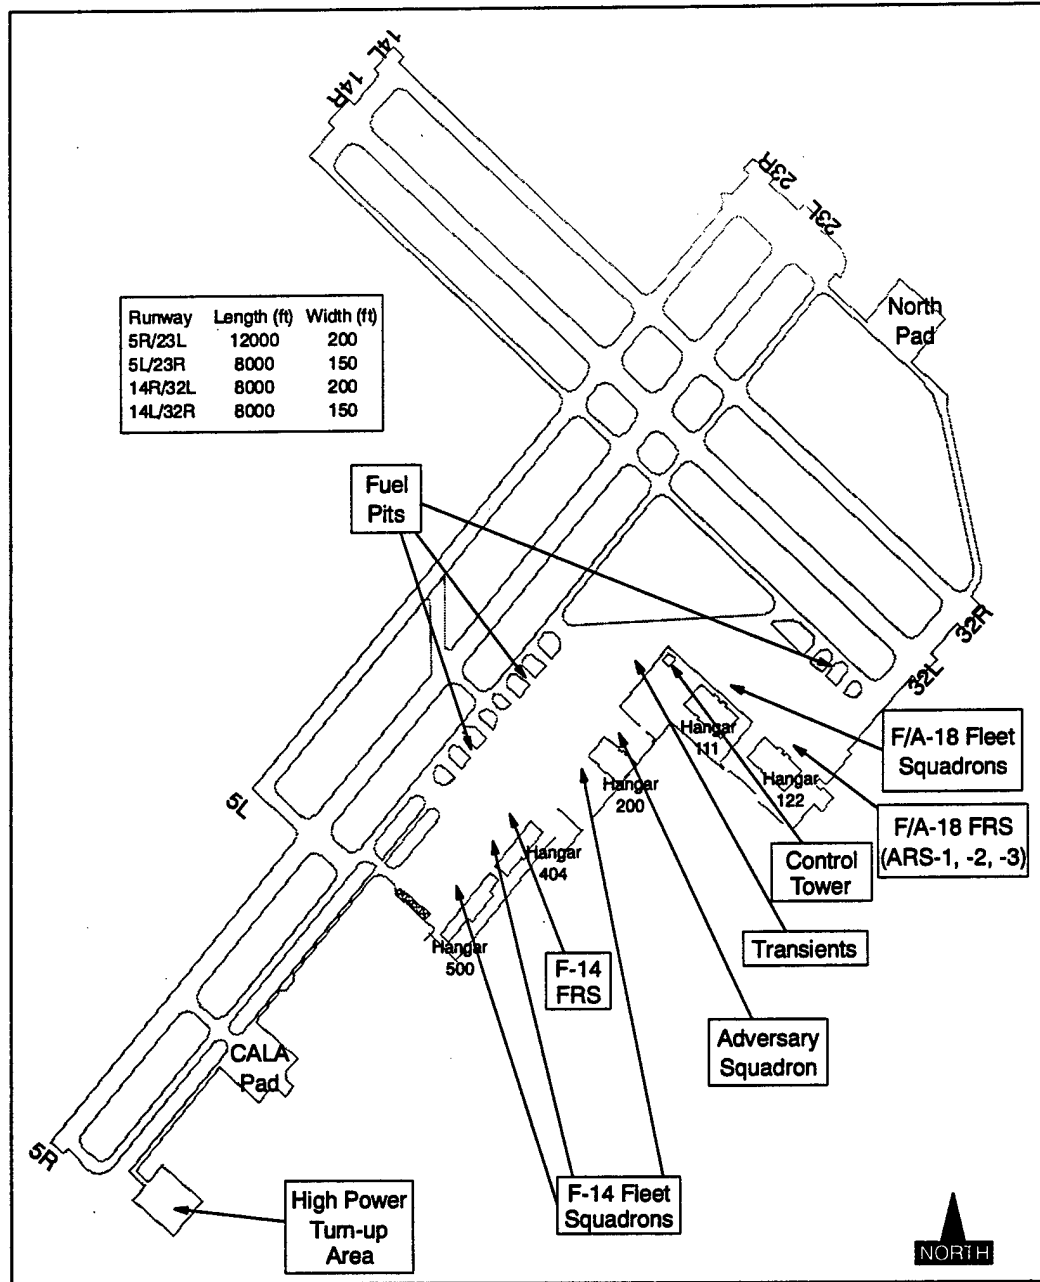 14L
14R
23R
23L
North
Pad
Runway Length (ft) Width (ft)
5R/23L 12000 200
5L/23R 8000 150
14R/32L 8000 200
14L/32R 8000 150
Fuel
Pits
32R
32L
Hangar
111
F/A-18 Fleet
Squadrons
Hangar
122
Hangar
200
5L
F/A-18 FRS
(ARS-1, -2, -3)
Control
Tower
Hangar
404
Transients
Hangar
500
F-14
FRS
Adversary
Squadron
CALA
Pad
5R
F-14 Fleet
Squadrons
High Power
Turn-up
Area
NORTH